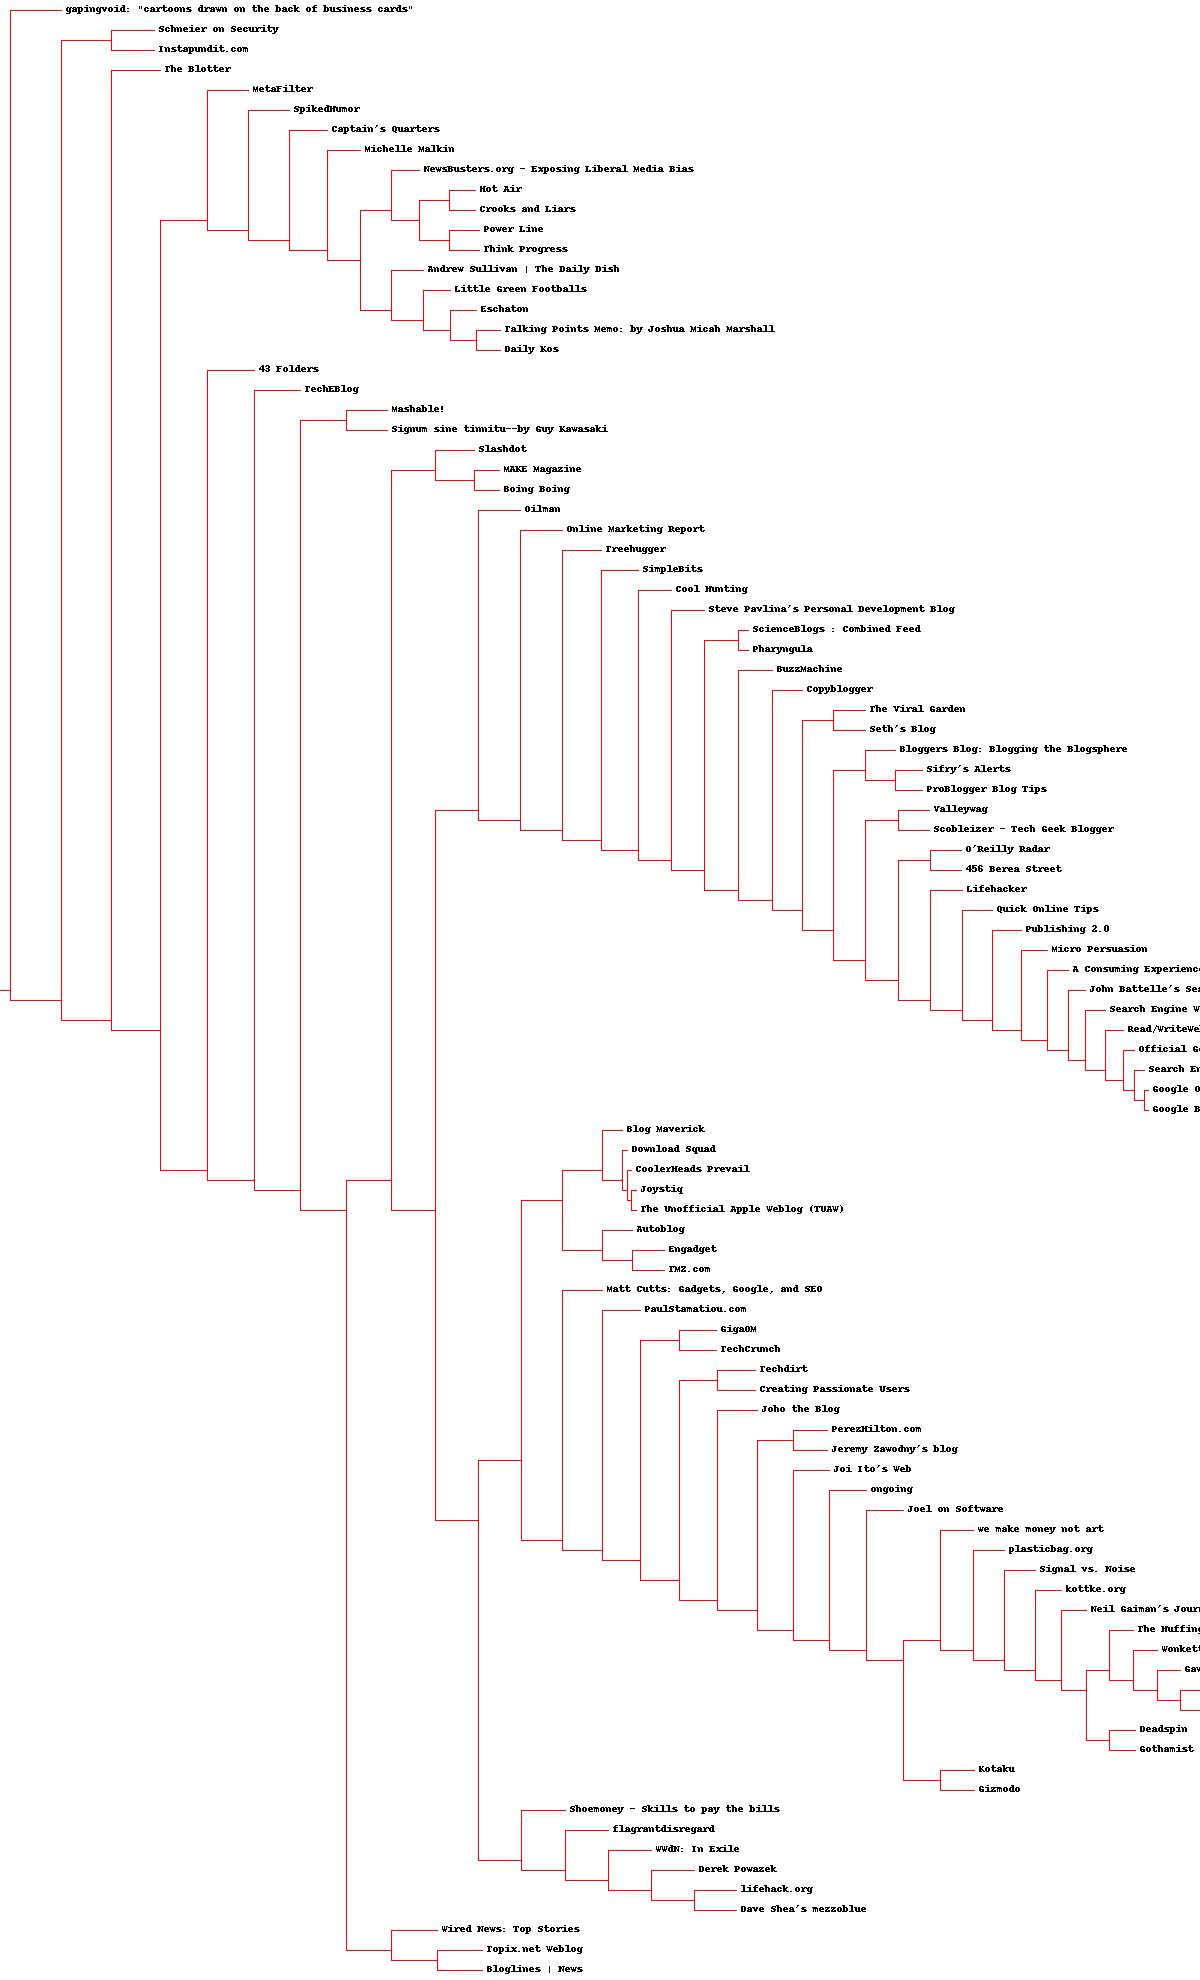 gapingvoid: "cartoons drawn on the back of business cards"
Schneier on Security
Instapundit.com
The Blotter
MetaFilter
SpikedHumor
Captain's Quarters
Michelle Malkin
NewsBusters.org - Exposing Liberal Media Bias
Hot Air
Crooks and Liars
Power Line
Think Progress
Andrew Sullivan | The Daily Dish
Little Green Footballs
Eschaton
Talking Points Memo: by Joshua Micah Marshall
Daily Kos
43 Folders
TechEBlog
Mashable!
Signum sine tinnitu--by Guy Kawasaki
Slashdot
MAKE Magazine
Boing Boing
Oilman
Online Marketing Report
Treehugger
SimpleBits
Cool Hunting
Steve Pavlina's Personal Development Blog
ScienceBlogs : Combined Feed
Pharyngula
BuzzMachine
Copyblogger
The Viral Garden
Seth's Blog
Bloggers Blog: Blogging the Blogsphere
Sifry's Alerts
ProBlogger Blog Tips
Valleywag
Scobleizer - Tech Geek Blogger
O'Reilly Radar
456 Berea Street
Lifehacker
Quick Online Tips
Publishing 2.0
Micro Persuasion
A Consuming Experienc
John Battelle's Sea
Search Engine W
Read/WriteWe
Official G
Search En
Google O
Google B
Blog Maverick
Download Squad
CoolerHeads Prevail
Joystiq
The Unofficial Apple Weblog (TUAW)
Autoblog
Engadget
TMZ.com
Matt Cutts: Gadgets, Google, and SEO
PaulStamatiou.com
GigaOM
TechCrunch
Techdirt
Creating Passionate Users
Joho the Blog
PerezHilton.com
Jeremy Zawodny's blog
Joi Ito's Web
ongoing
Joel on Software
we make money not art
plasticbag.org
Signal vs. Noise
kottke.org
Neil Gaiman's Jour
The Huffing
Wonkett
Gaw
Deadspin
Gothamist
Kotaku
Gizmodo
Shoemoney - Skills to pay the bills
flagrantdisregard
WWdN: In Exile
Derek Powazek
lifehack.org
Dave Shea's mezzoblue
Wired News: Top Stories
Topix.net Weblog
Bloglines | News